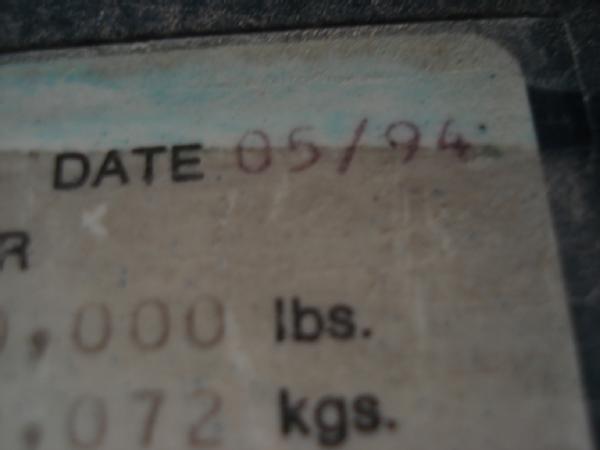 DATE 05/94
R
,000 lbs.
,072 kgs.